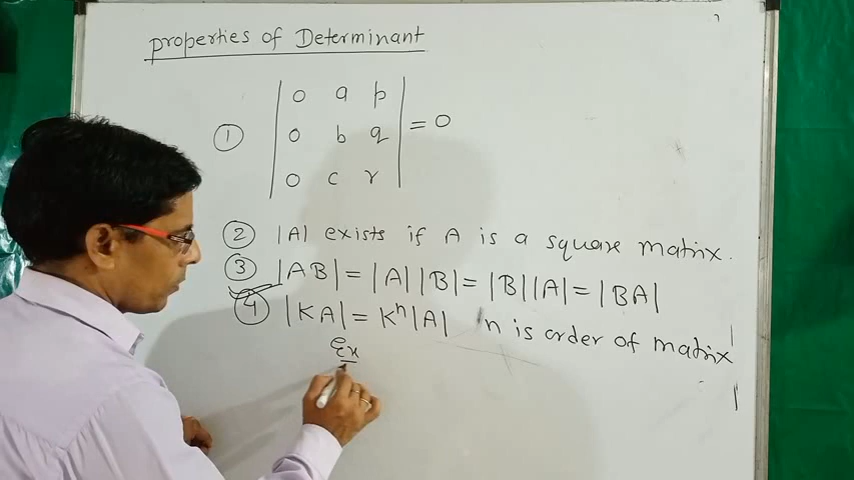 properties of Determinant
① | 0 a p |
| 0 b q | = 0
| 0 c r |
② |A| exists if A is a square matrix.
③ |AB| = |A| |B| = |B| |A| = |BA|
④ |KA| = Kⁿ|A| n is order of matrix
Ex